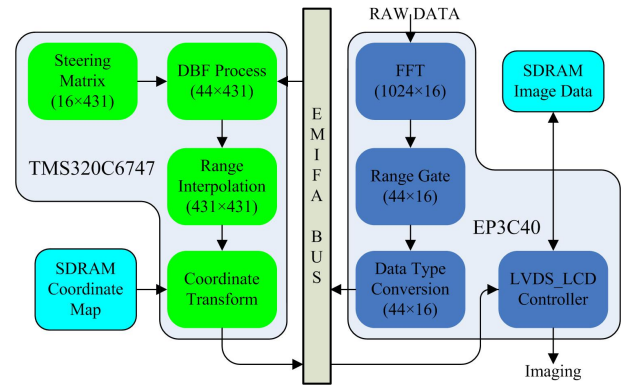 RAW DATA
Steering
Matrix
(16×431)
DBF Process
(44×431)
EMIFA BUS
FFT
(1024×16)
SDRAM
Image Data
TMS320C6747
Range
Interpolation
(431×431)
Range Gate
(44×16)
EP3C40
SDRAM
Coordinate
Map
Coordinate
Transform
Data Type
Conversion
(44×16)
LVDS_LCD
Controller
Imaging